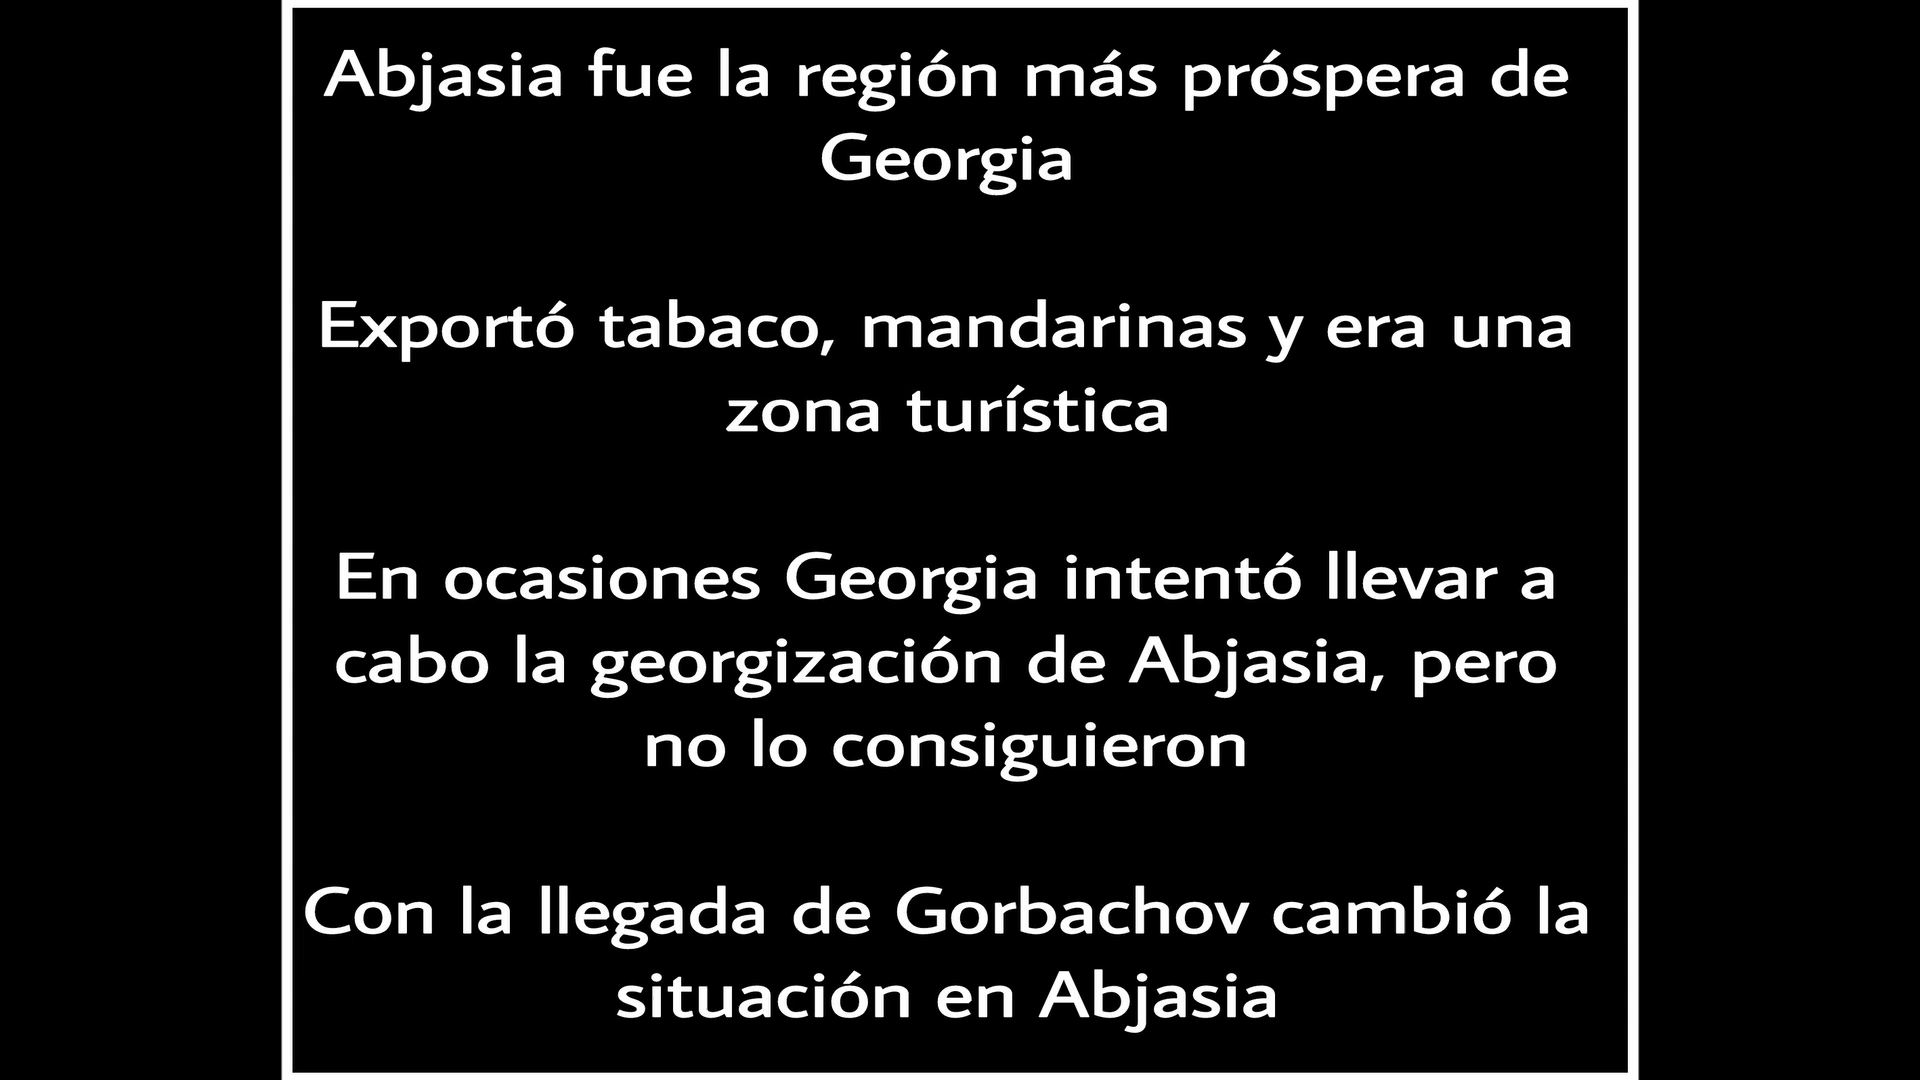 Abjasia fue la región más próspera de
Georgia
Exportó tabaco, mandarinas y era una
zona turística
En ocasiones Georgia intentó llevar a
cabo la georgización de Abjasia, pero
no lo consiguieron
Con la llegada de Gorbachov cambió la
situación en Abjasia